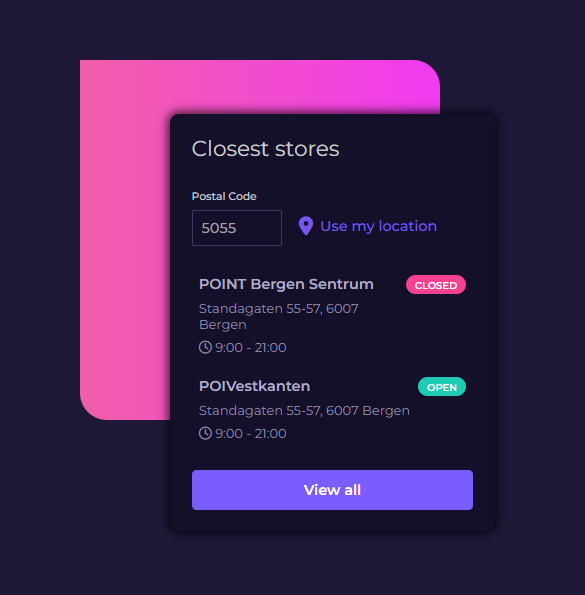 Closest stores
Postal Code
5055
Use my location
POINT Bergen Sentrum
CLOSED
Standagaten 55-57, 6007
Bergen
9:00 - 21:00
POIVestkanten
OPEN
Standagaten 55-57, 6007 Bergen
9:00 - 21:00
View all